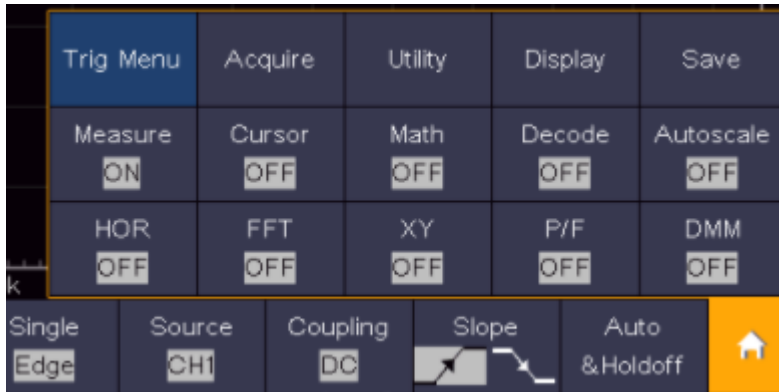 Trig Menu Acquire Utility Display Save
Measure Cursor Math Decode Autoscale
ON OFF OFF OFF OFF
HOR FFT XY P/F DMM
OFF OFF OFF OFF OFF
k
Single Source Coupling Slope Auto
Edge CH1 DC &Holdoff